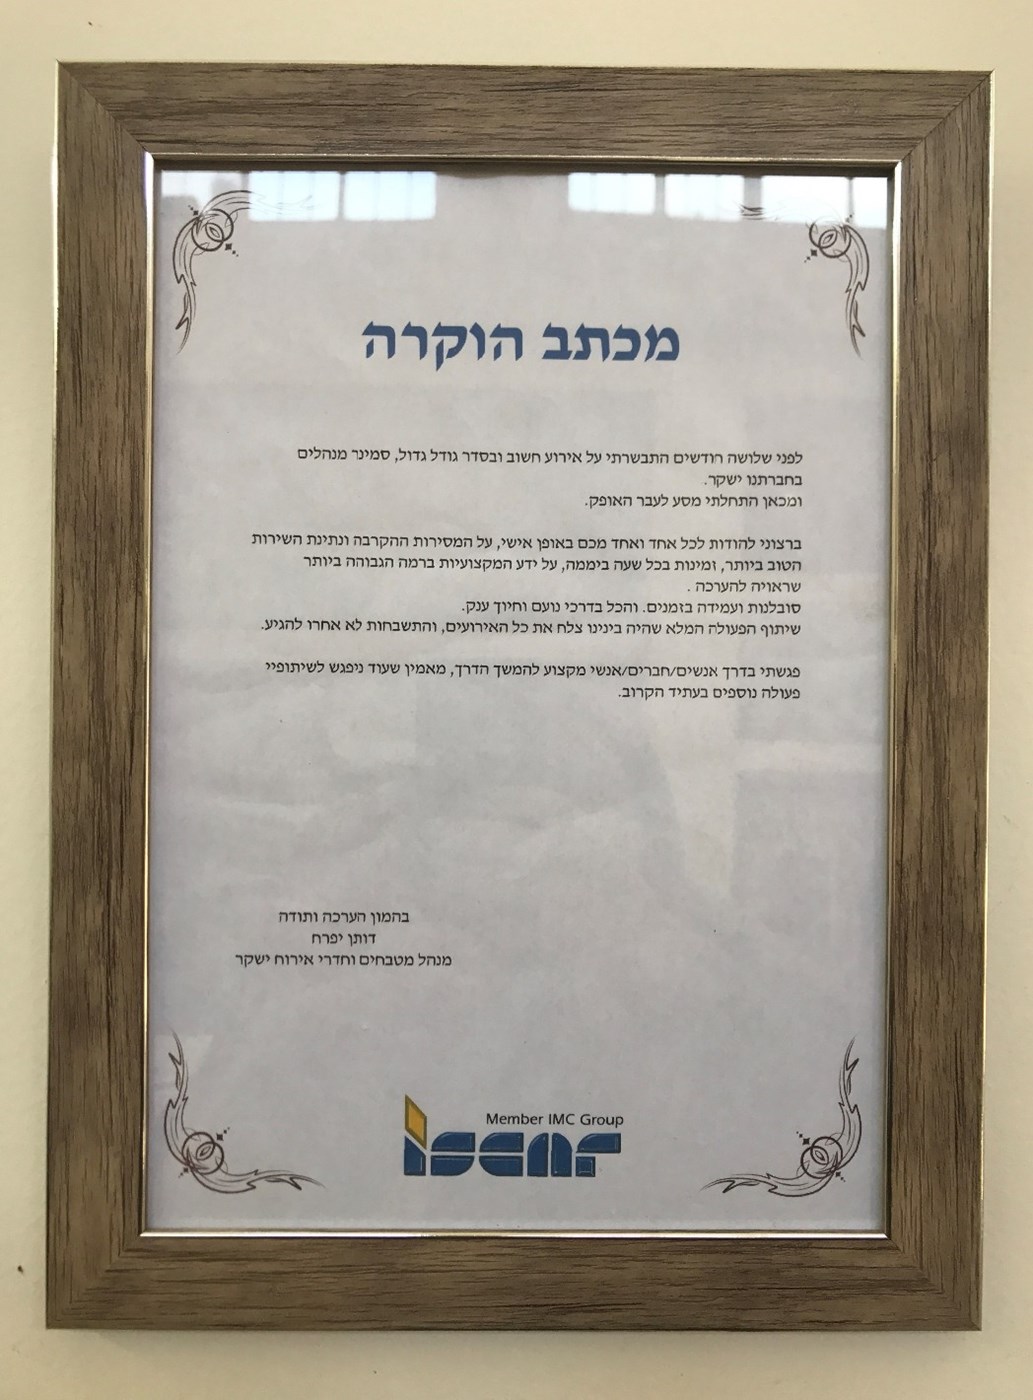 מכתב הוקרה
לפני שלושה חודשים התבשרתי על אירוע חשוב ובסדר גודל גדול, סמינר מנהלים
בחברתנו ישקר.
ומכאן התחלתי מסע לעבר האופק.
ברצוני להודות לכל אחד ואחד מכם באופן אישי, על המסירות ההקרבה ונתינת השירות
הטוב ביותר, זמינות בכל שעה ביממה, על ידע המקצועיות ברמה הגבוהה ביותר
שראויה להערכה .
סובלנות ועמידה בזמנים. והכל בדרכי נועם וחיוך ענק.
שיתוף הפעולה המלא שהיה בינינו צלח את כל האירועים, והתשבחות לא אחרו להגיע.
פגשתי בדרך אנשים/חברים/אנשי מקצוע להמשך הדרך, מאמין שעוד ניפגש לשיתופיי
פעולה נוספים בעתיד הקרוב.
בהמון הערכה ותודה
דותן יפרח
מנהל מטבחים וחדרי אירוח ישקר
Member IMC Group
iscar